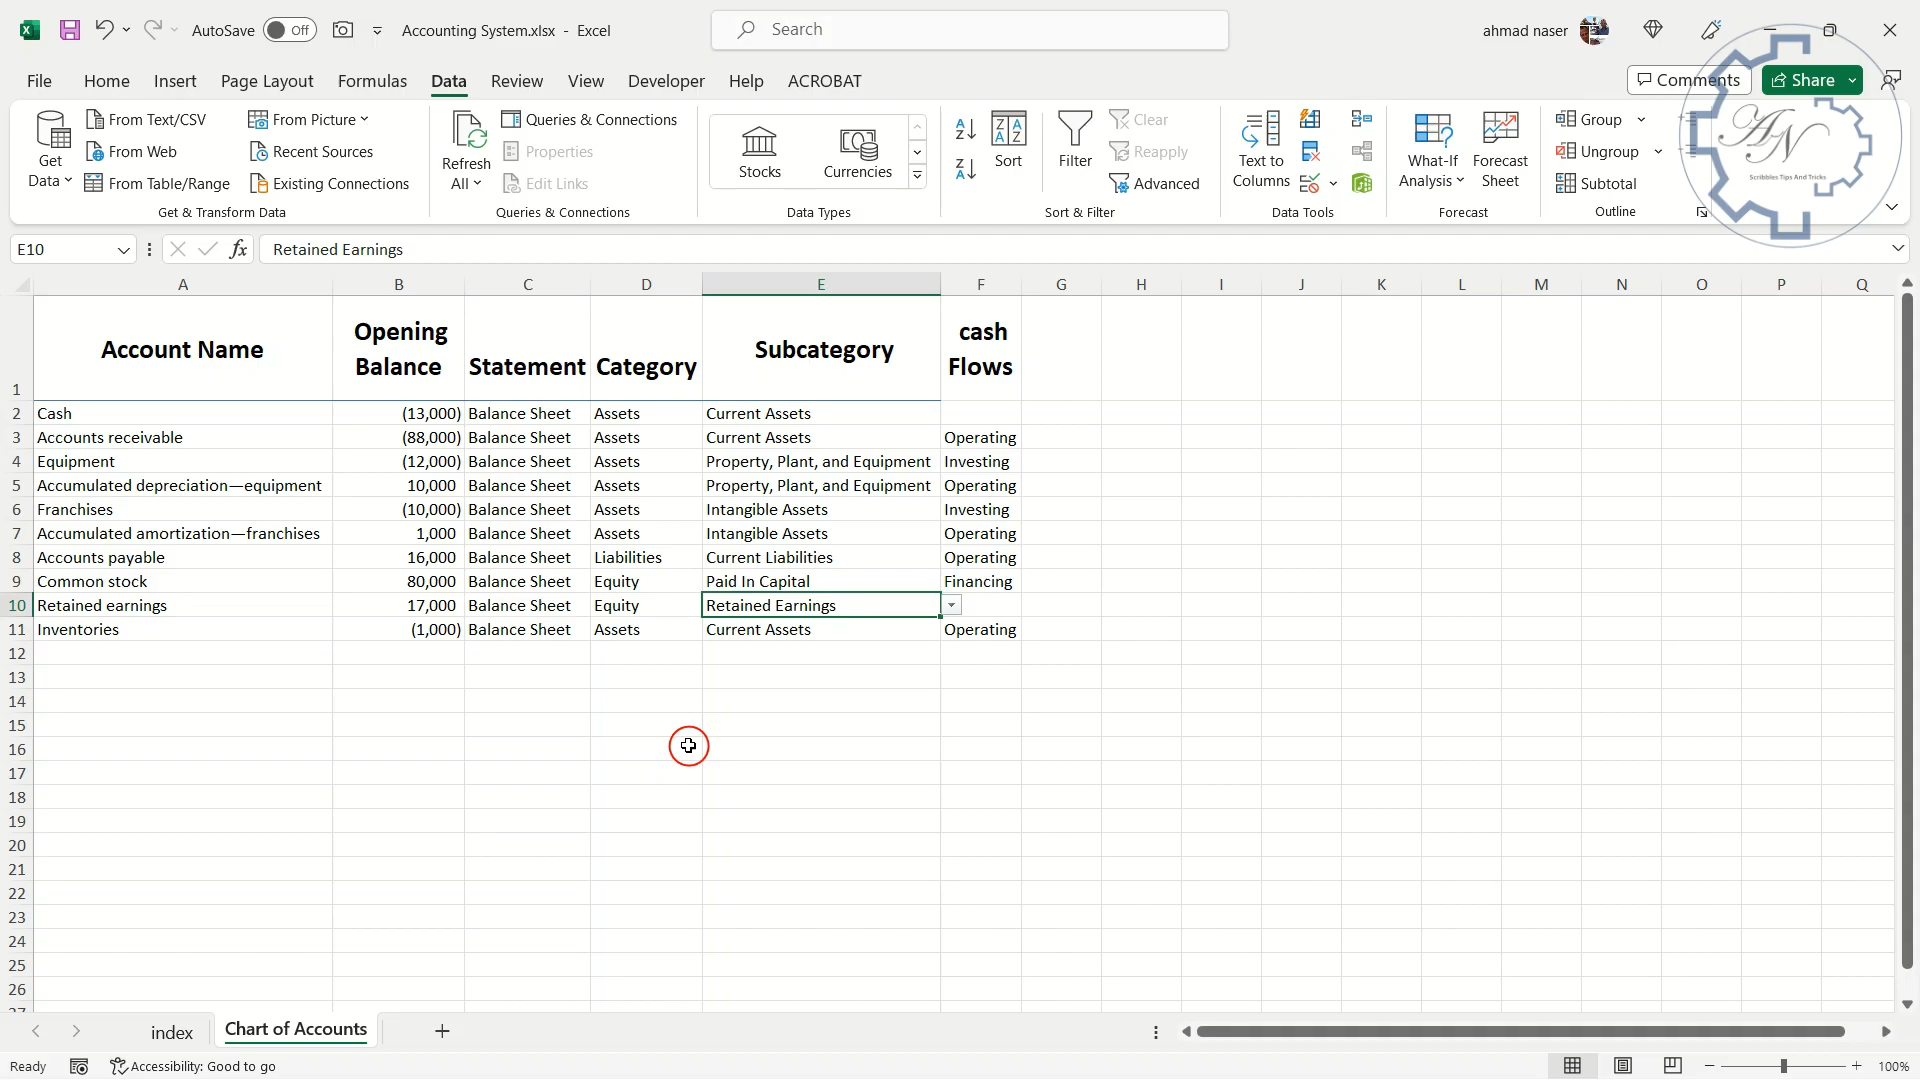 AutoSave Off Accounting System.xlsx - Excel Search ahmad naser
File Home Insert Page Layout Formulas Data Review View Developer Help ACROBAT Comments Share
Get Data
From Text/CSV
From Web
From Table/Range
From Picture
Recent Sources
Existing Connections
Get & Transform Data
Refresh All
Queries & Connections
Properties
Edit Links
Queries & Connections
Stocks Currencies
Data Types
Sort
Filter
Clear
Reapply
Advanced
Sort & Filter
Text to Columns
Data Tools
What-If Analysis
Forecast Sheet
Forecast
Group
Ungroup
Subtotal
Outline
AN
Scribbles Tips And Tricks
E10 fx Retained Earnings
A B C D E F G H I J K L M N O P Q
1 Account Name Opening Balance Statement Category Subcategory cash Flows
2 Cash (13,000) Balance Sheet Assets Current Assets
3 Accounts receivable (88,000) Balance Sheet Assets Current Assets Operating
4 Equipment (12,000) Balance Sheet Assets Property, Plant, and Equipment Investing
5 Accumulated depreciation—equipment 10,000 Balance Sheet Assets Property, Plant, and Equipment Operating
6 Franchises (10,000) Balance Sheet Assets Intangible Assets Investing
7 Accumulated amortization—franchises 1,000 Balance Sheet Assets Intangible Assets Operating
8 Accounts payable 16,000 Balance Sheet Liabilities Current Liabilities Operating
9 Common stock 80,000 Balance Sheet Equity Paid In Capital Financing
10 Retained earnings 17,000 Balance Sheet Equity Retained Earnings
11 Inventories (1,000) Balance Sheet Assets Current Assets Operating
12
13
14
15
16
17
18
19
20
21
22
23
24
25
26
27
index Chart of Accounts
Ready Accessibility: Good to go 100%